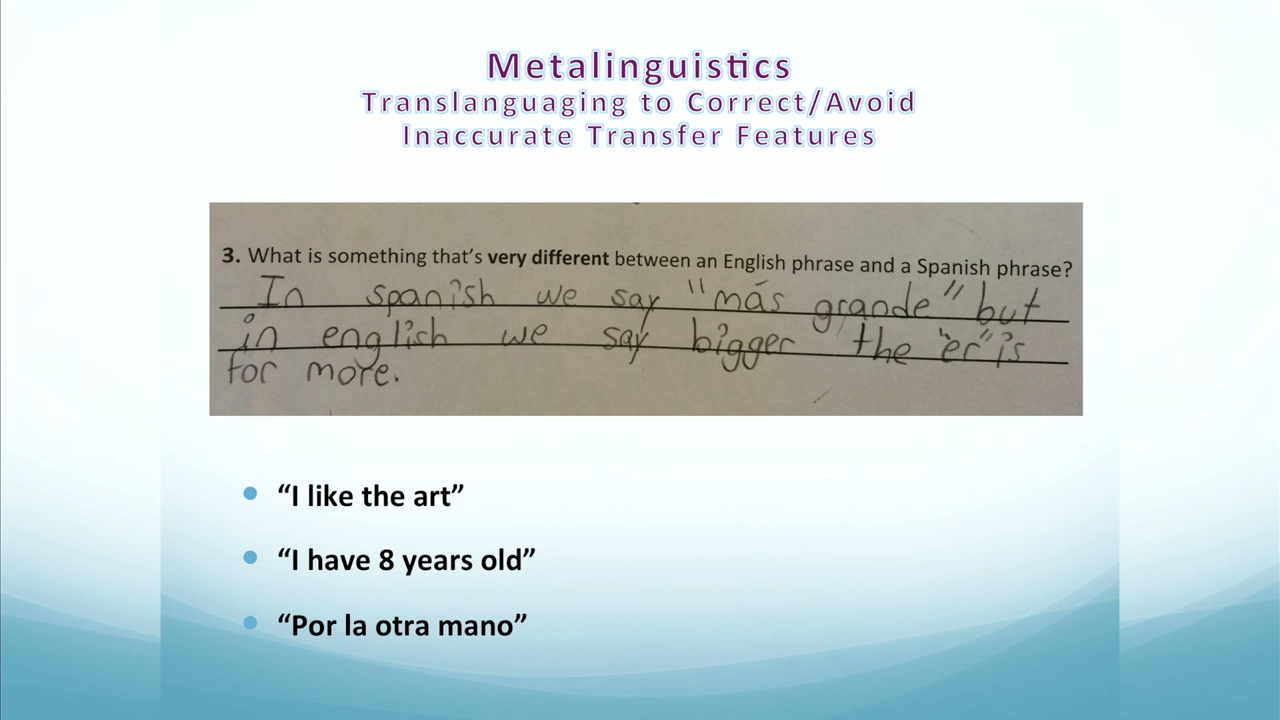 Metalinguistics
Translanguaging to Correct/Avoid
Inaccurate Transfer Features
3. What is something that's very different between an English phrase and a Spanish phrase?
In spanish we say "más grande" but
in english we say bigger the "er" is
for more.
• “I like the art”
• “I have 8 years old”
• “Por la otra mano”